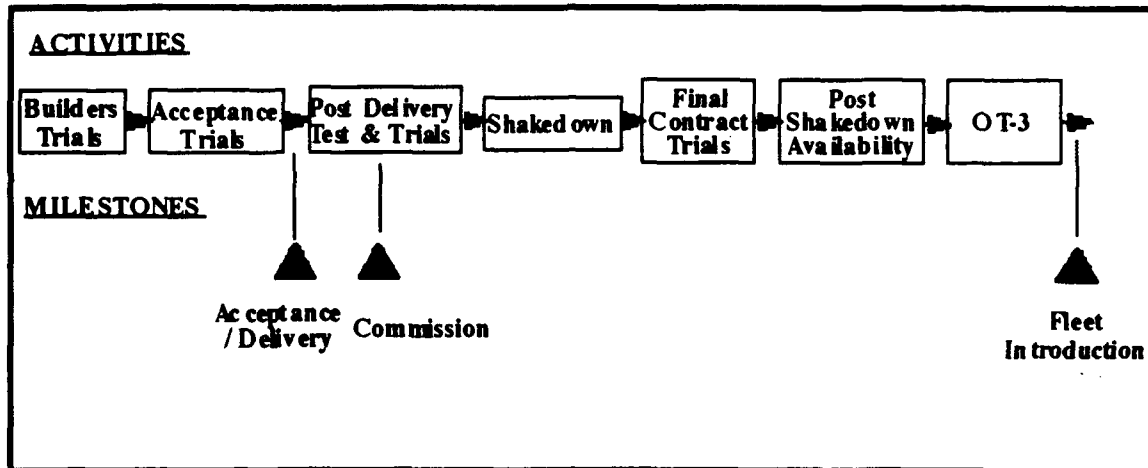 ACTIVITIES
Builders
Trials
Acceptance
Trials
Post Delivery
Test & Trials
Shakedown
Final
Contract
Trials
Post
Shakedown
Availability
OT-3
MILESTONES
Acceptance
/ Delivery
Commission
Fleet
Introduction